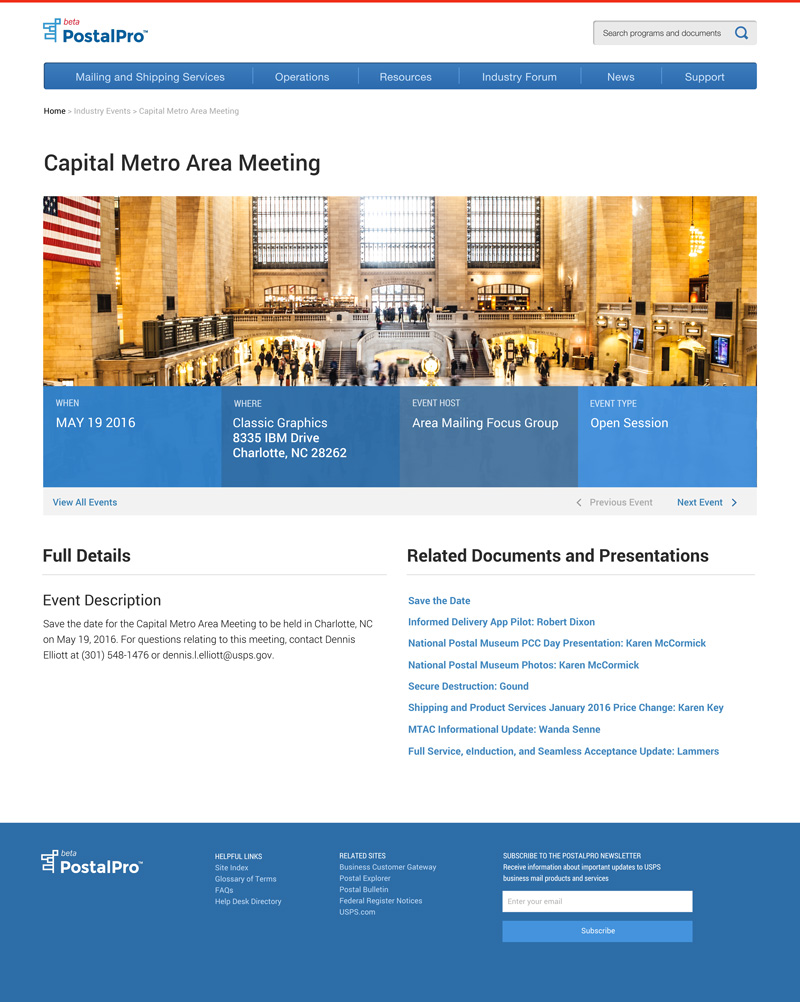 beta
PostalPro™
Search programs and documents
Mailing and Shipping Services
Operations
Resources
Industry Forum
News
Support
Home > Industry Events > Capital Metro Area Meeting
Capital Metro Area Meeting
WHEN
MAY 19 2016
WHERE
Classic Graphics
8335 IBM Drive
Charlotte, NC 28262
EVENT HOST
Area Mailing Focus Group
EVENT TYPE
Open Session
View All Events
Previous Event
Next Event
Full Details
Event Description
Save the date for the Capital Metro Area Meeting to be held in Charlotte, NC
on May 19, 2016. For questions relating to this meeting, contact Dennis
Elliott at (301) 548-1476 or dennis.l.elliott@usps.gov.
Related Documents and Presentations
Save the Date
Informed Delivery App Pilot: Robert Dixon
National Postal Museum PCC Day Presentation: Karen McCormick
National Postal Museum Photos: Karen McCormick
Secure Destruction: Gound
Shipping and Product Services January 2016 Price Change: Karen Key
MTAC Informational Update: Wanda Senne
Full Service, eInduction, and Seamless Acceptance Update: Lammers
beta
PostalPro™
HELPFUL LINKS
Site Index
Glossary of Terms
FAQs
Help Desk Directory
RELATED SITES
Business Customer Gateway
Postal Explorer
Postal Bulletin
Federal Register Notices
USPS.com
SUBSCRIBE TO THE POSTALPRO NEWSLETTER
Receive information about important updates to USPS
business mail products and services
Enter your email
Subscribe